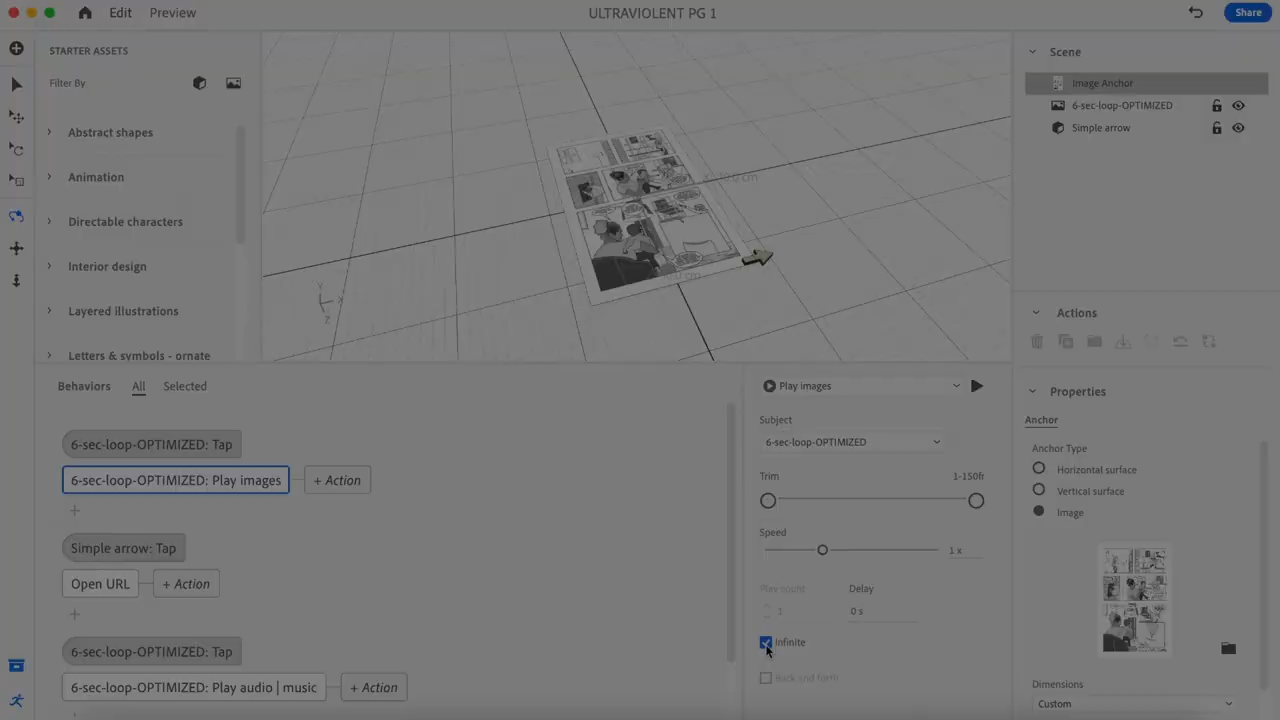 Edit Preview ULTRAVIOLENT PG 1 Share
STARTER ASSETS
Filter By
Abstract shapes
Animation
Directable characters
Interior design
Layered illustrations
Letters & symbols - ornate
Scene
Image Anchor
6-sec-loop-OPTIMIZED
Simple arrow
Actions
Behaviors All Selected
6-sec-loop-OPTIMIZED: Tap
6-sec-loop-OPTIMIZED: Play images + Action
+
Simple arrow: Tap
Open URL + Action
+
6-sec-loop-OPTIMIZED: Tap
6-sec-loop-OPTIMIZED: Play audio | music + Action
Play images
Subject
6-sec-loop-OPTIMIZED
Trim 1-150fr
Speed
1 x
Play count Delay
1 0 s
Infinite
Back and forth
Properties
Anchor
Anchor Type
Horizontal surface
Vertical surface
Image
Dimensions
Custom
Y
X
Z